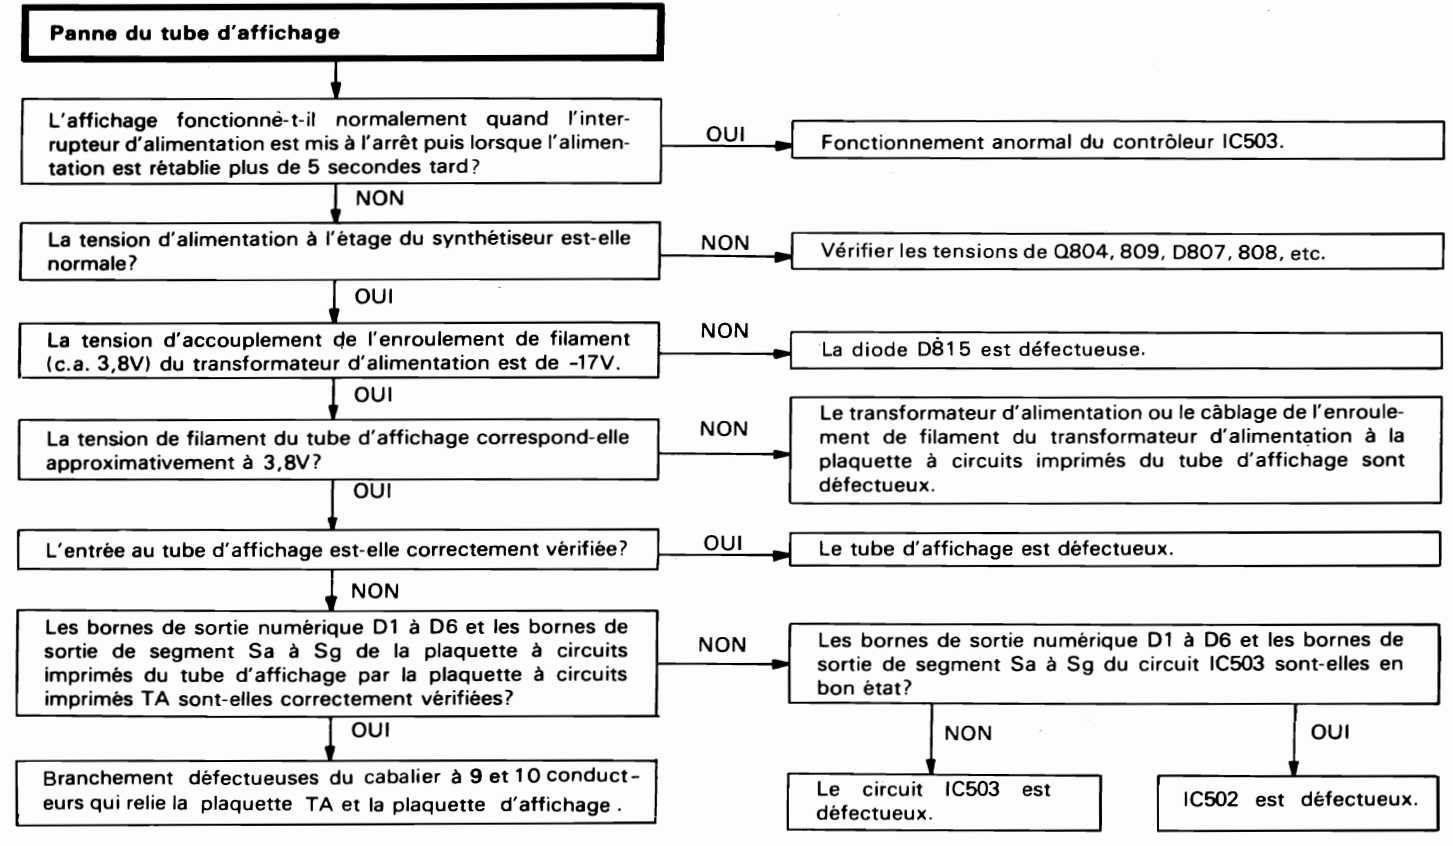 Panne du tube d'affichage
L'affichage fonctionne-t-il normalement quand l'inter-
rupteur d'alimentation est mis à l'arrêt puis lorsque l'alimen-
tation est rétablie plus de 5 secondes tard?
OUI
Fonctionnement anormal du contrôleur IC503.
NON
La tension d'alimentation à l'étage du synthétiseur est-elle
normale?
NON
Vérifier les tensions de Q804, 809, D807, 808, etc.
OUI
La tension d'accouplement de l'enroulement de filament
(c.a. 3,8V) du transformateur d'alimentation est de -17V.
NON
La diode D815 est défectueuse.
OUI
La tension de filament du tube d'affichage correspond-elle
approximativement à 3,8V?
NON
Le transformateur d'alimentation ou le câblage de l'enroule-
ment de filament du transformateur d'alimentation à la
plaquette à circuits imprimés du tube d'affichage sont
défectueux.
OUI
L'entrée au tube d'affichage est-elle correctement vérifiée?
OUI
Le tube d'affichage est défectueux.
NON
Les bornes de sortie numérique D1 à D6 et les bornes de
sortie de segment Sa à Sg de la plaquette à circuits
imprimés du tube d'affichage par la plaquette à circuits
imprimés TA sont-elles correctement vérifiées?
NON
Les bornes de sortie numérique D1 à D6 et les bornes de
sortie de segment Sa à Sg du circuit IC503 sont-elles en
bon état?
OUI
NON
OUI
Branchement défectueuses du cabalier à 9 et 10 conduct-
eurs qui relie la plaquette TA et la plaquette d'affichage.
Le circuit IC503 est
défectueux.
IC502 est défectueux.